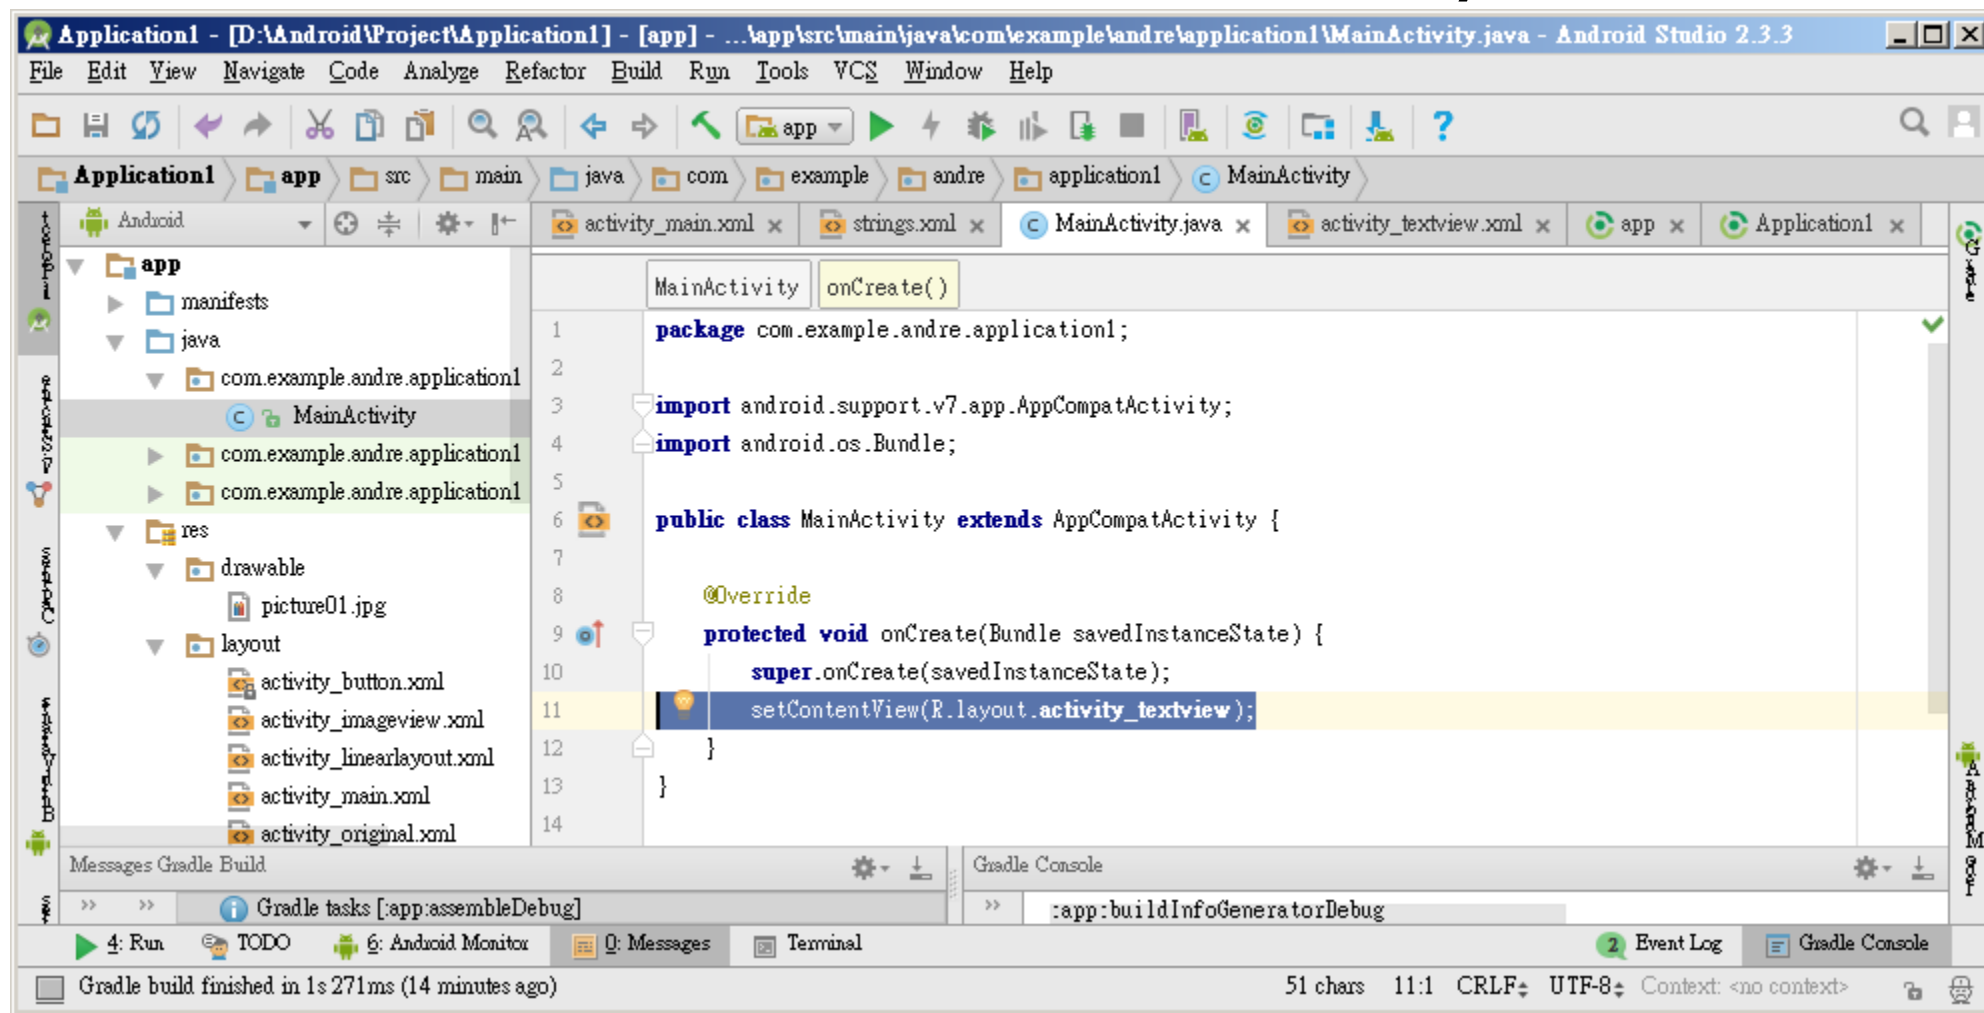 Application1 - [D:\Android\Project\Application1] - [app] - ...\app\src\main\java\com\example\andre\application1\MainActivity.java - Android Studio 2.3.3
File Edit View Navigate Code Analyze Refactor Build Run Tools VCS Window Help
app
Application1 app src main java com example andre application1 MainActivity
Android
activity_main.xml strings.xml MainActivity.java activity_textview.xml app Application1
app
manifests
java
com.example.andre.application1
MainActivity
com.example.andre.application1
com.example.andre.application1
res
drawable
picture01.jpg
layout
activity_button.xml
activity_imageview.xml
activity_linearlayout.xml
activity_main.xml
activity_original.xml
MainActivity onCreate()
1 package com.example.andre.application1;
2
3 import android.support.v7.app.AppCompatActivity;
4 import android.os.Bundle;
5
6 public class MainActivity extends AppCompatActivity {
7
8 @Override
9 protected void onCreate(Bundle savedInstanceState) {
10 super.onCreate(savedInstanceState);
11 setContentView(R.layout.activity_textview);
12 }
13 }
14
Messages Gradle Build
Gradle tasks [:app:assembleDebug]
Gradle Console
:app:buildInfoGeneratorDebug
4: Run TODO 6: Android Monitor 0: Messages Terminal 2 Event Log Gradle Console
Gradle build finished in 1s 271ms (14 minutes ago) 51 chars 11:1 CRLF UTF-8 Context: <no context>